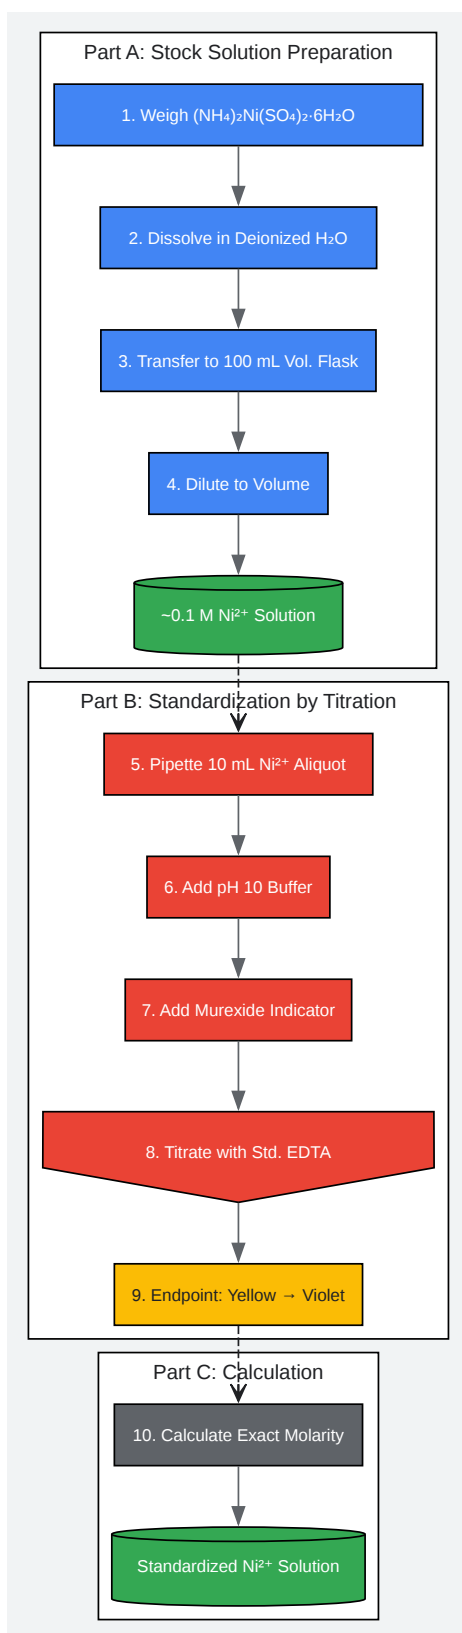 Part A: Stock Solution Preparation
1. Weigh (NH₄)₂Ni(SO₄)₂·6H₂O
2. Dissolve in Deionized H₂O
3. Transfer to 100 mL Vol. Flask
4. Dilute to Volume
~0.1 M Ni²⁺ Solution
Part B: Standardization by Titration
5. Pipette 10 mL Ni²⁺ Aliquot
6. Add pH 10 Buffer
7. Add Murexide Indicator
8. Titrate with Std. EDTA
9. Endpoint: Yellow → Violet
Part C: Calculation
10. Calculate Exact Molarity
Standardized Ni²⁺ Solution